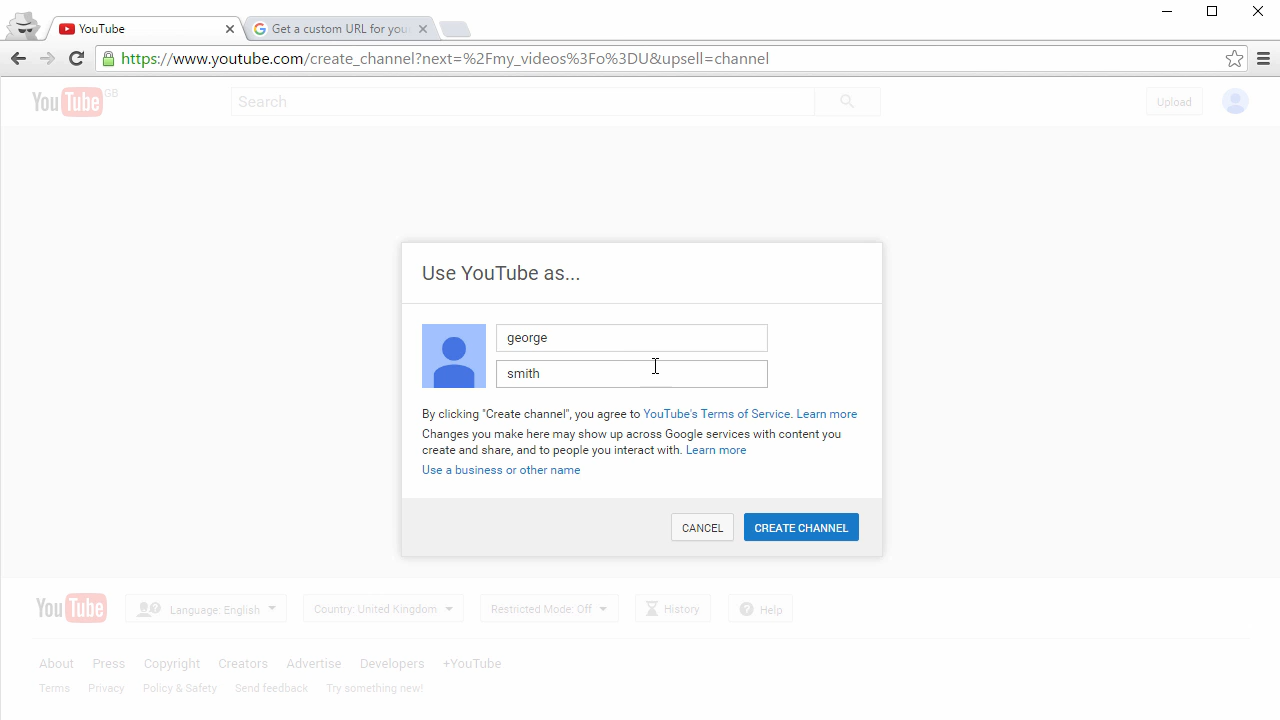 YouTube
Get a custom URL for you
https://www.youtube.com/create_channel?next=%2Fmy_videos%3Fo%3DU&upsell=channel
YouTube GB
Search
Upload
Use YouTube as...
george
smith
By clicking "Create channel", you agree to YouTube's Terms of Service. Learn more
Changes you make here may show up across Google services with content you
create and share, and to people you interact with. Learn more
Use a business or other name
CANCEL
CREATE CHANNEL
YouTube
Language: English
Country: United Kingdom
Restricted Mode: Off
History
Help
About Press Copyright Creators Advertise Developers +YouTube
Terms Privacy Policy & Safety Send feedback Try something new!